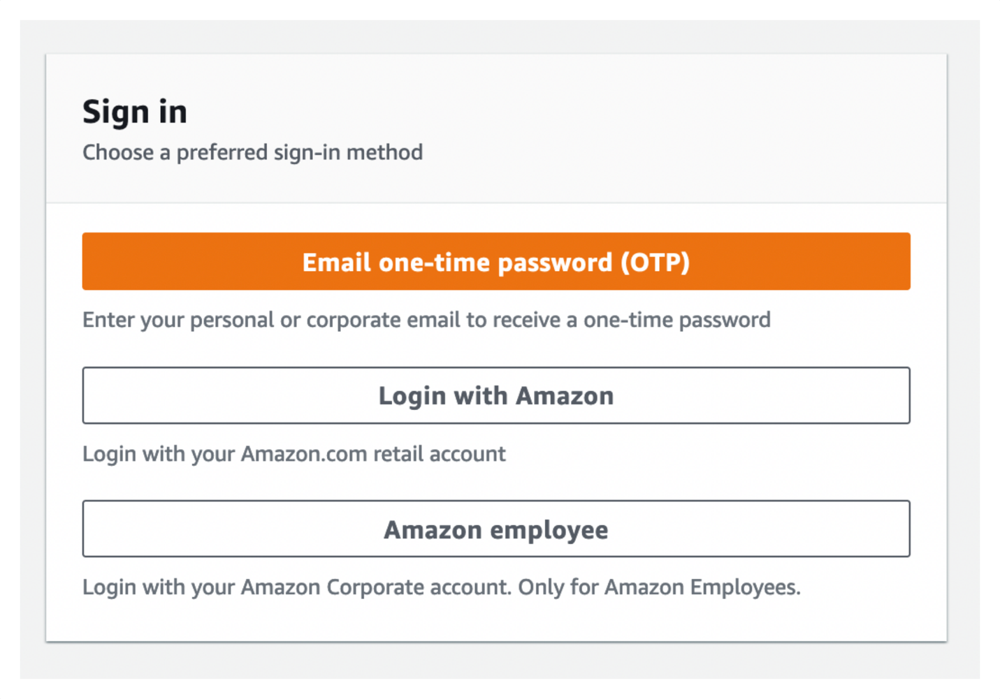 Sign in
Choose a preferred sign-in method
Email one-time password (OTP)
Enter your personal or corporate email to receive a one-time password
Login with Amazon
Login with your Amazon.com retail account
Amazon employee
Login with your Amazon Corporate account. Only for Amazon Employees.